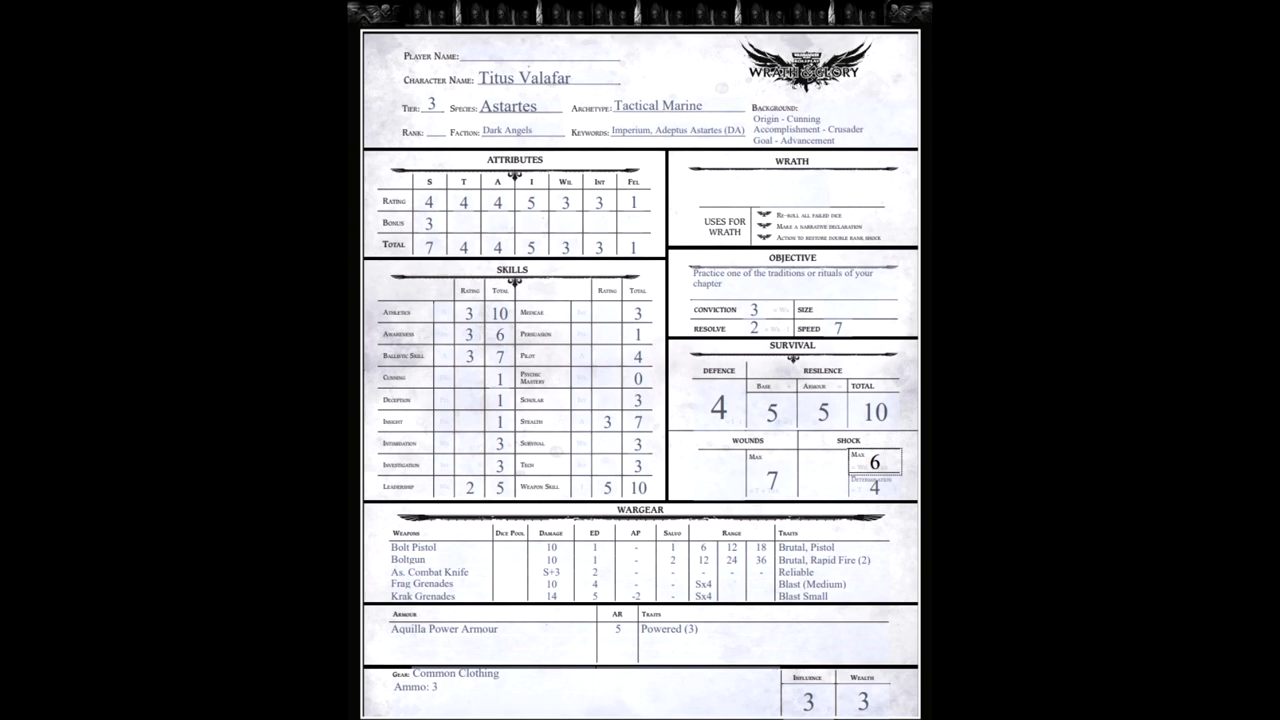 PLAYER NAME:
WARHAMMER
ROLEPLAY
WRATH & GLORY
CHARACTER NAME: Titus Valafar
TIER: 3 SPECIES: Astartes ARCHETYPE: Tactical Marine BACKGROUND:
Origin - Cunning
RANK: FACTION: Dark Angels KEYWORDS: Imperium, Adeptus Astartes (DA) Accomplishment - Crusader
Goal - Advancement
ATTRIBUTES
S T A I WIL INT FEL
RATING 4 4 4 5 3 3 1
BONUS 3
TOTAL 7 4 4 5 3 3 1
WRATH
USES FOR WRATH
RE-ROLL ALL FAILED DICE
MAKE A NARRATIVE DECLARATION
ACTION TO RESTORE DOUBLE RANK SHOCK
OBJECTIVE
Practice one of the traditions or rituals of your
chapter
CONVICTION 3 SIZE
RESOLVE 2 SPEED 7
SKILLS
RATING TOTAL RATING TOTAL
ATHLETICS 3 10 MEDICAE 3
AWARENESS 3 6 PERSUASION 1
BALLISTIC SKILL 3 7 PILOT 4
CUNNING 1 PSYCHIC MASTERY 0
DECEPTION 1 SCHOLAR 3
INSIGHT 1 STEALTH 3 7
INTIMIDATION 3 SURVIVAL 3
INVESTIGATION 3 TECH 3
LEADERSHIP 2 5 WEAPON SKILL 5 10
SURVIVAL
DEFENCE RESILENCE
BASE ARMOUR TOTAL
4 5 5 10
WOUNDS SHOCK
MAX 7
MAX 6
DETERMINATION 4
WARGEAR
WEAPONS DICE POOL DAMAGE ED AP SALVO RANGE TRAITS
Bolt Pistol 10 1 - 1 6 12 18 Brutal, Pistol
Boltgun 10 1 - 2 12 24 36 Brutal, Rapid Fire (2)
As. Combat Knife S+3 2 - - - - - Reliable
Frag Grenades 10 4 - - Sx4 Blast (Medium)
Krak Grenades 14 5 -2 - Sx4 Blast Small
ARMOUR AR TRAITS
Aquilla Power Armour 5 Powered (3)
GEAR: Common Clothing
Ammo: 3
INFLUENCE WEALTH
3 3